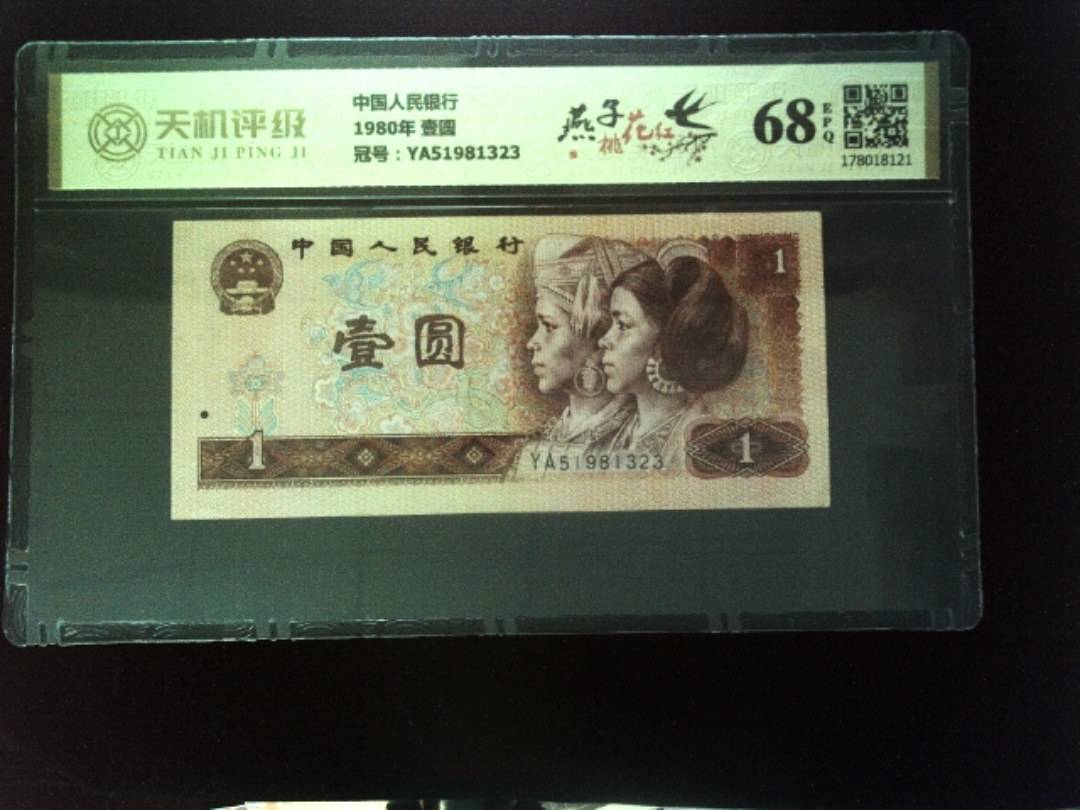 天机评级
TIAN JI PING JI
中国人民银行
1980年 壹圆
冠号：YA51981323
燕子
桃花红
68
EPQ
178018121
中国人民银行
1
壹圆
1
YA51981323
1